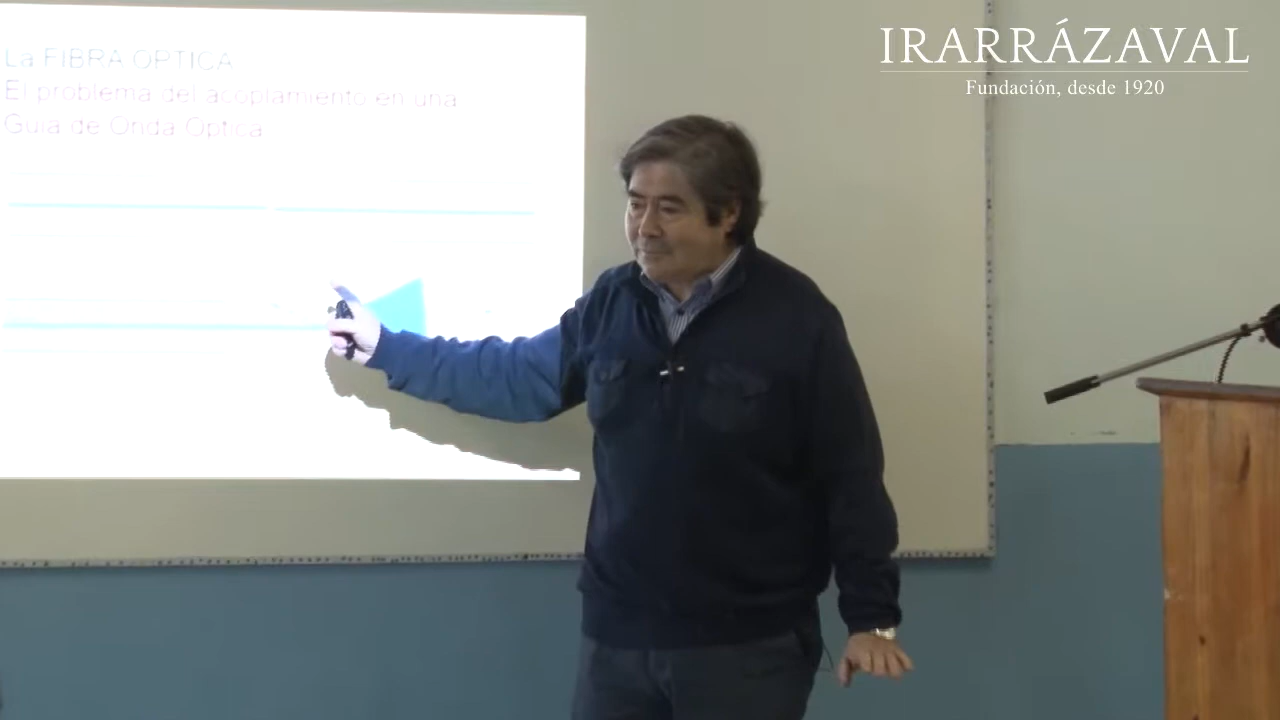 La FIBRA OPTICA
El problema del acoplamiento en una
Guia de Onda Optica
IRARRÁZAVAL
Fundación, desde 1920